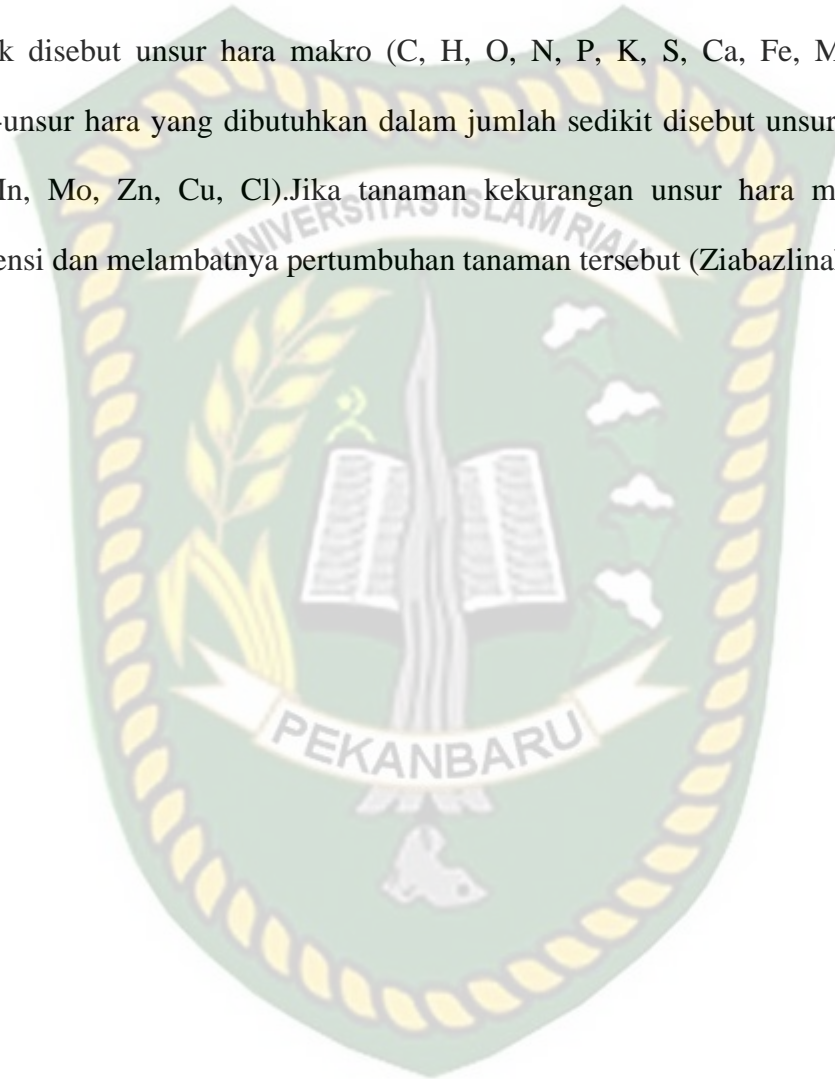 k disebut unsur hara makro (C, H, O, N, P, K, S, Ca, Fe, M
-unsur hara yang dibutuhkan dalam jumlah sedikit disebut unsur
In, Mo, Zn, Cu, Cl).Jika tanaman kekurangan unsur hara m
ensi dan melambatnya pertumbuhan tanaman tersebut (Ziabazlinal
UNIVERSITAS ISLAM RIAU
PEKANBARU